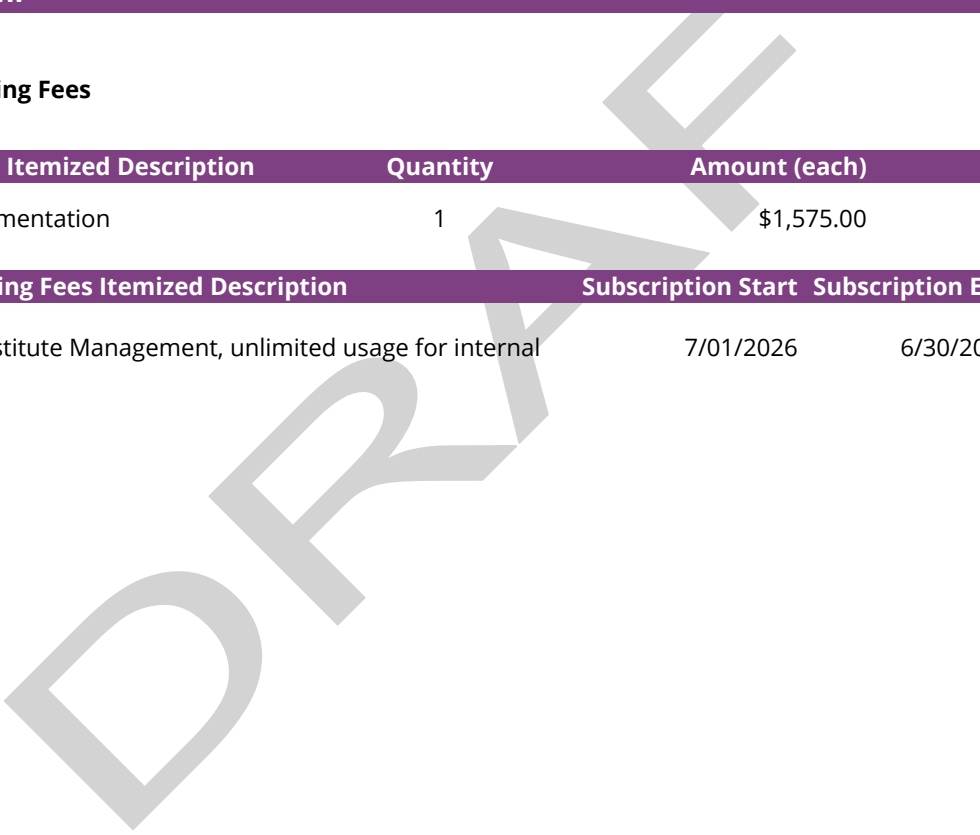 ing Fees
Itemized Description Quantity Amount (each)
mentation 1 $1,575.00
ing Fees Itemized Description Subscription Start Subscription E
stitute Management, unlimited usage for internal 7/01/2026 6/30/20
DRAF